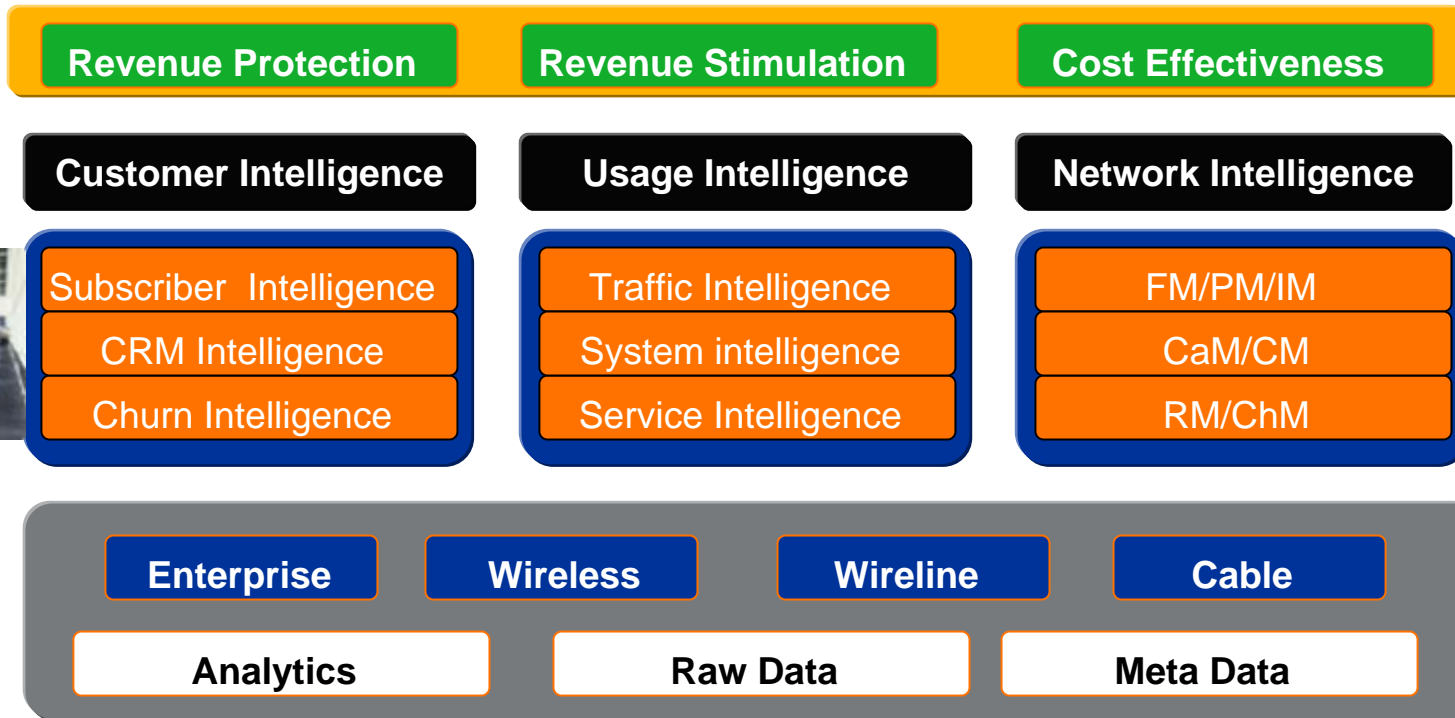 Revenue Protection Revenue Stimulation Cost Effectiveness
Customer Intelligence Usage Intelligence Network Intelligence
Subscriber Intelligence Traffic Intelligence FM/PM/IM
CRM Intelligence System intelligence CaM/CM
Churn Intelligence Service Intelligence RM/ChM
Enterprise Wireless Wireline Cable
Analytics Raw Data Meta Data